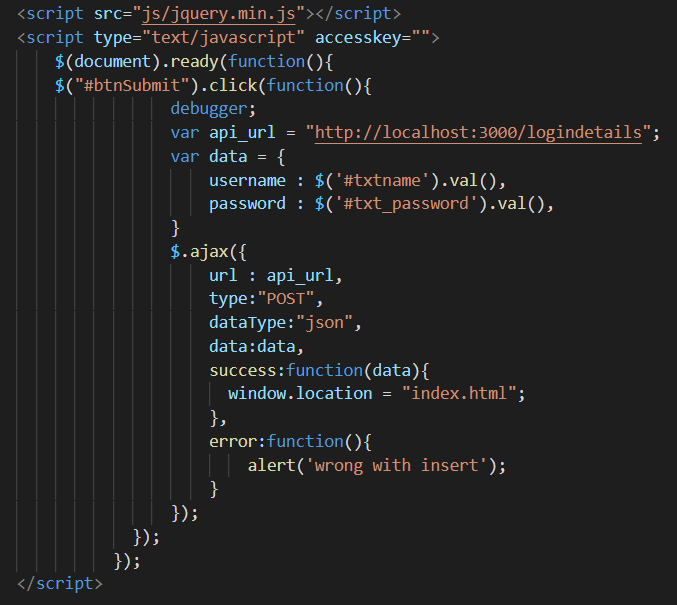 <script src="js/jquery.min.js"></script>
<script type="text/javascript" accesskey="">
$(document).ready(function(){
$("#btnSubmit").click(function(){
debugger;
var api_url = "http://localhost:3000/logindetails";
var data = {
username : $('#txtname').val(),
password : $('#txt_password').val(),
}
$.ajax({
url : api_url,
type:"POST",
dataType:"json",
data:data,
success:function(data){
window.location = "index.html";
},
error:function(){
alert('wrong with insert');
}
});
});
});
</script>